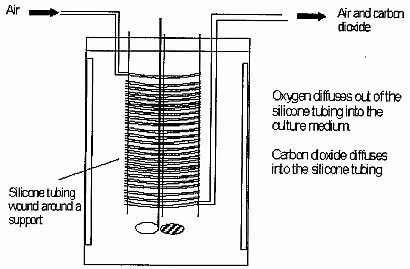 Air
Air and carbon
dioxide
Oxygen diffuses out of the
silicone tubing into the
culture medium.
Carbon dioxide diffuses
into the silicone tubing
Silicone tubing
wound around a
support